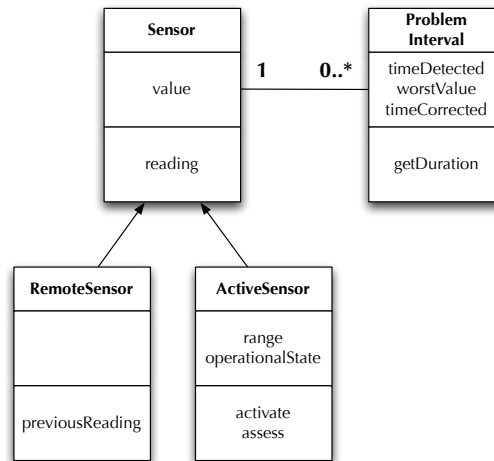 Sensor
value
reading
1
0..*
Problem
Interval
timeDetected
worstValue
timeCorrected
getDuration
RemoteSensor
previousReading
ActiveSensor
range
operationalState
activate
assess